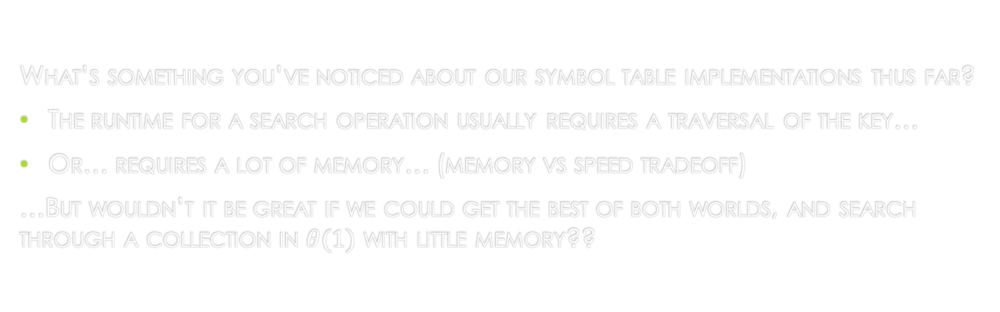 What's something you've noticed about our symbol table implementations thus far?
• The runtime for a search operation usually requires a traversal of the key…
• Or… requires a lot of memory… (memory vs speed tradeoff)
…But wouldn't it be great if we could get the best of both worlds, and search
through a collection in θ(1) with little memory??